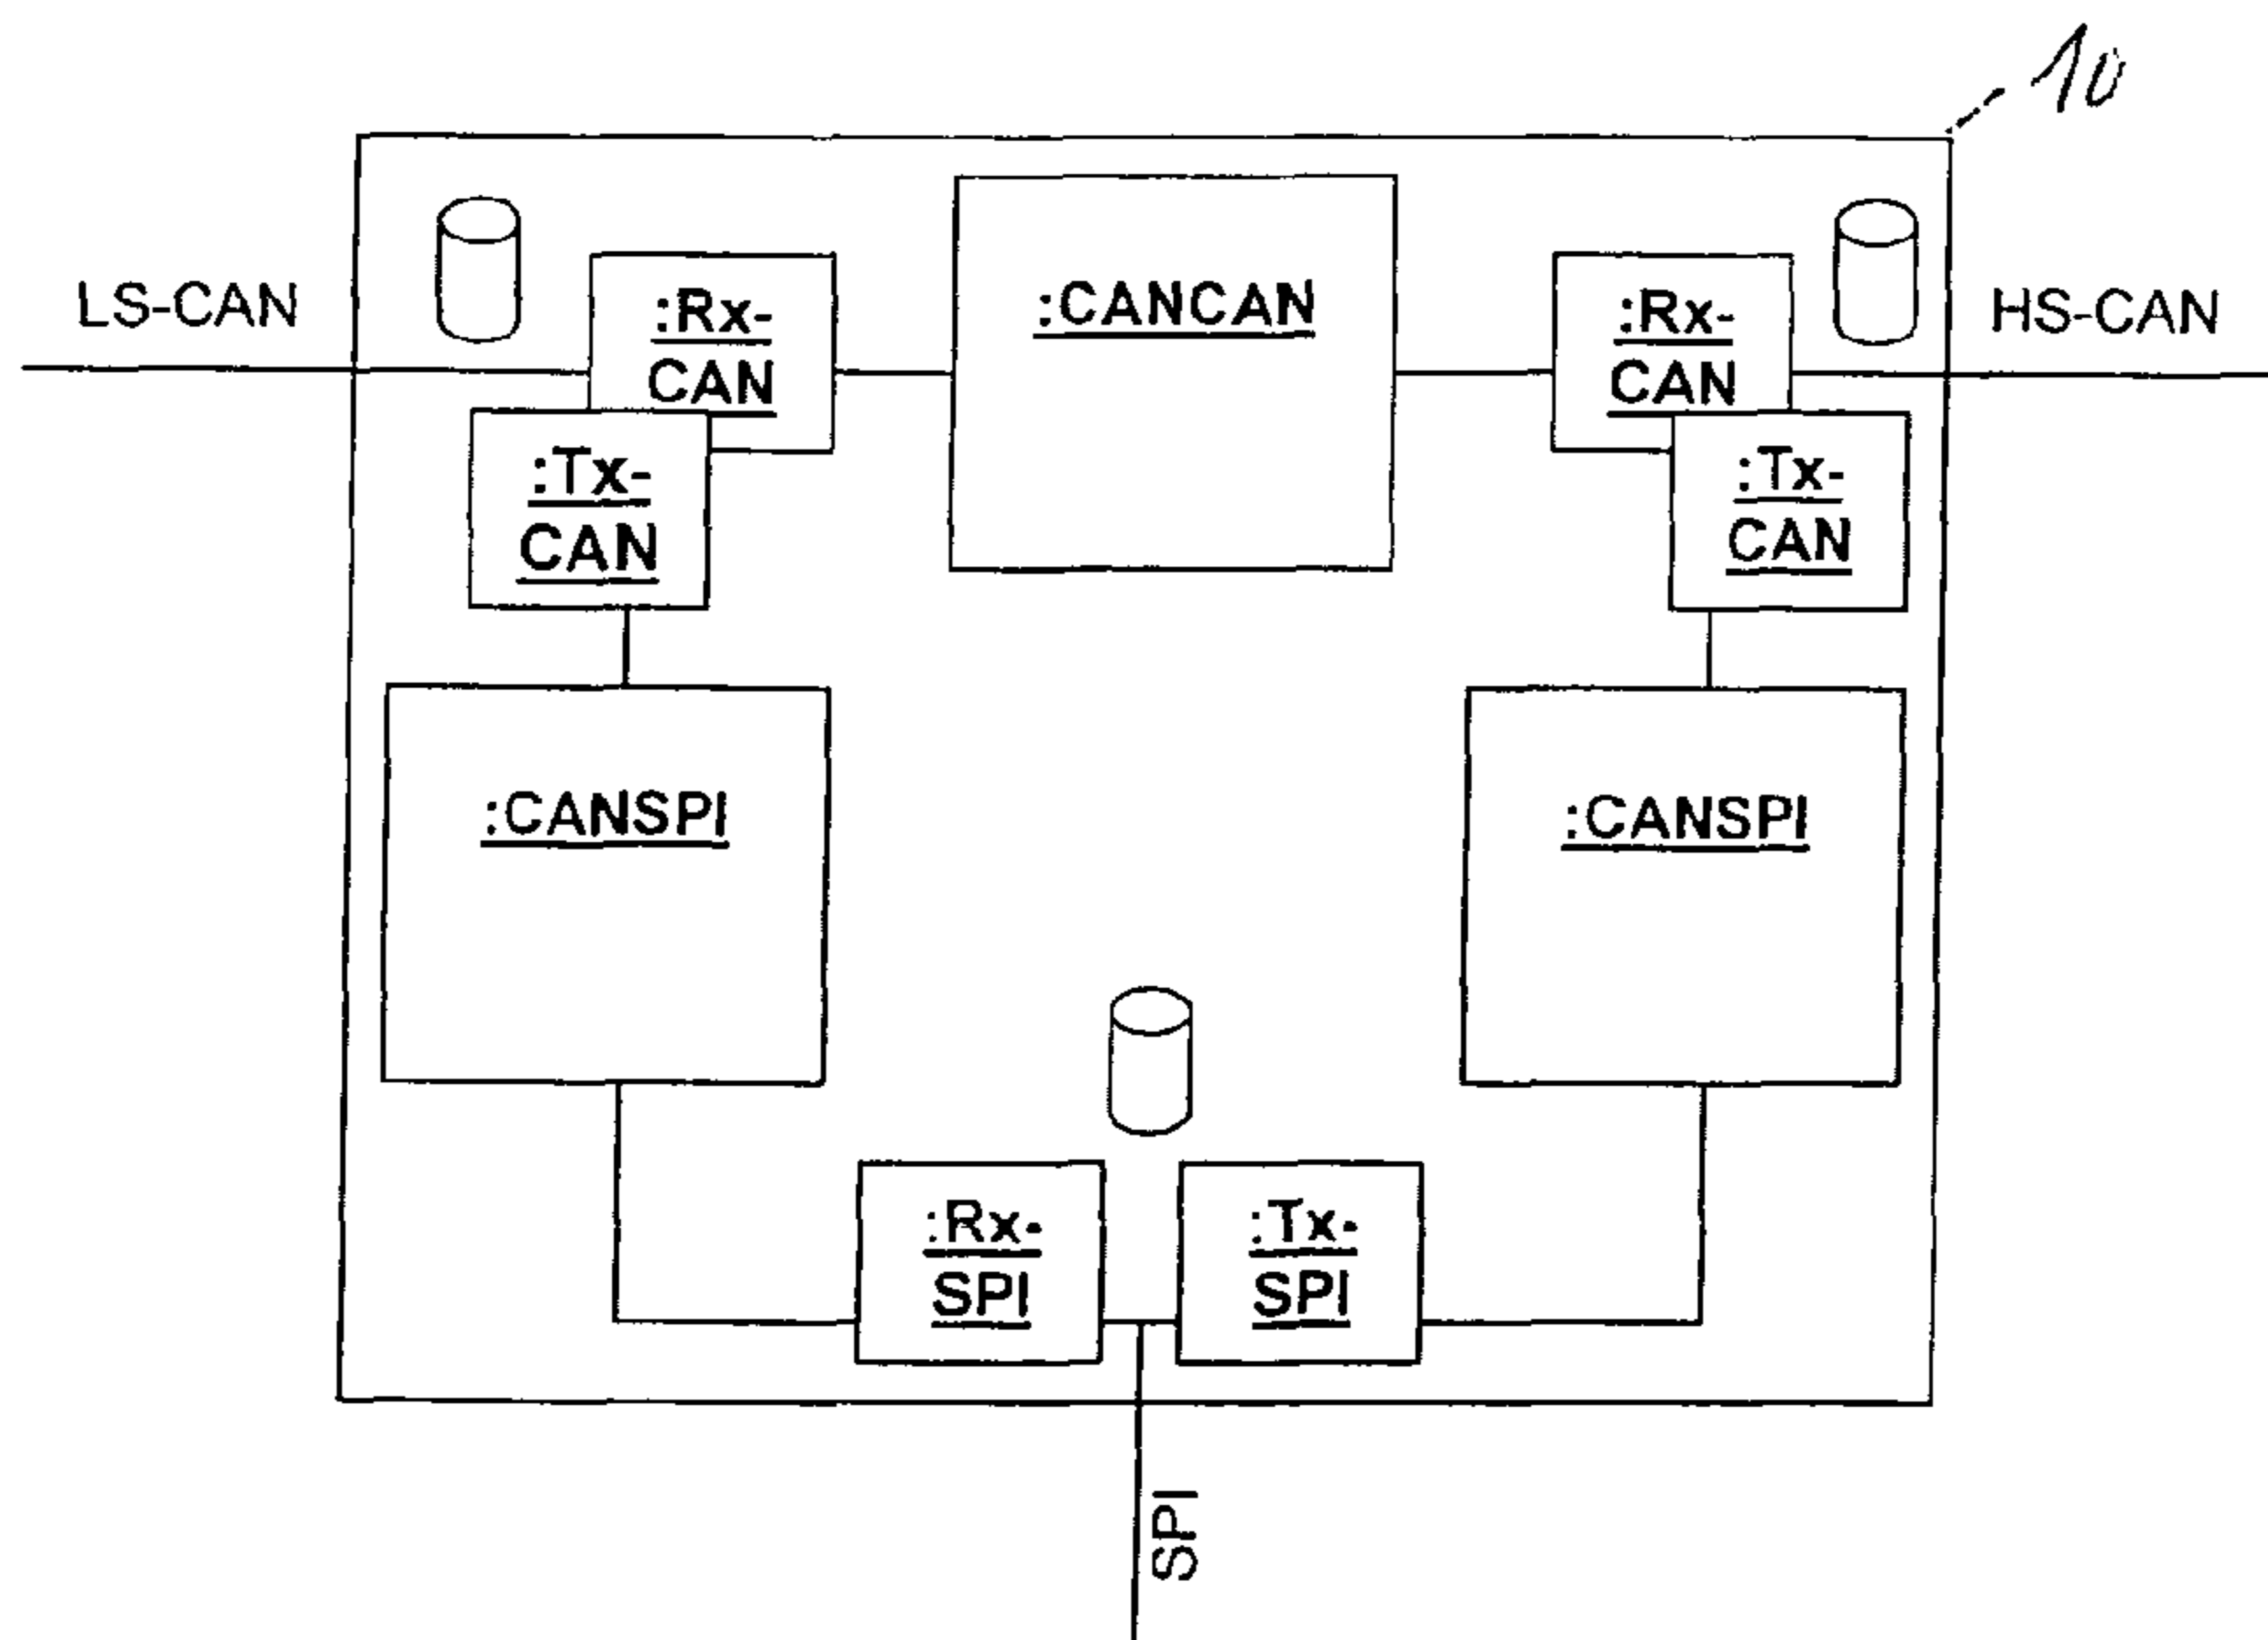 10
LS-CAN
:Rx-
CAN
:CANCAN
:Rx-
CAN
HS-CAN
:Tx-
CAN
:Tx-
CAN
:CANSPI
:CANSPI
:Rx-
SPI
:Tx-
SPI
SPI